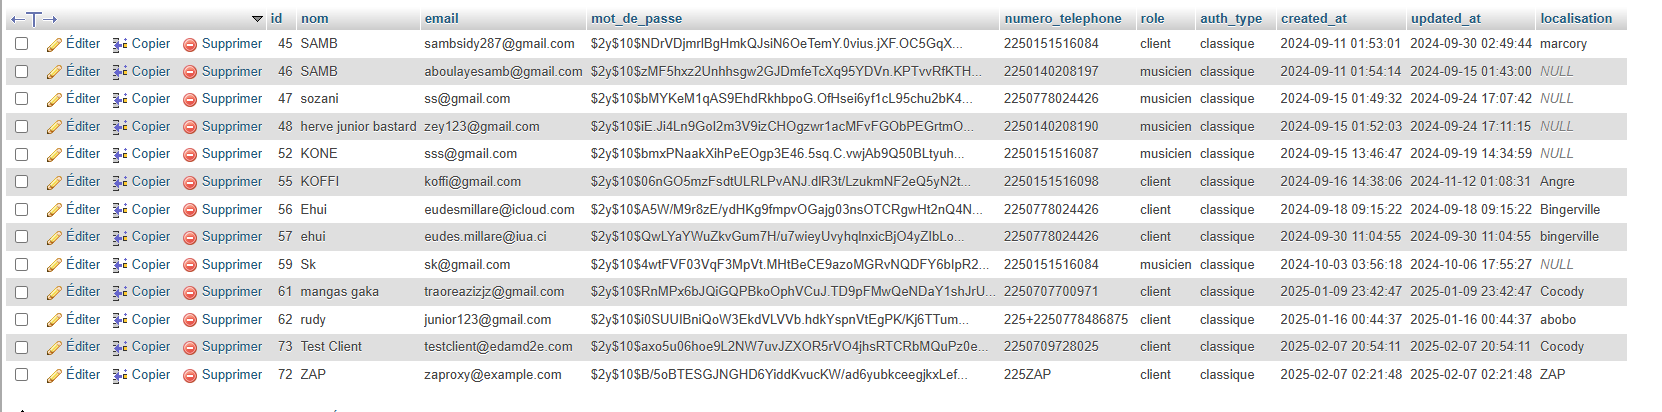 id nom email mot_de_passe numero_telephone role auth_type created_at updated_at localisation
Éditer Copier Supprimer 45 SAMB sambsidy287@gmail.com $2y$10$NDrVDjmrlBgHmkQJsiN6OeTemY.0vius.jXF.OC5GqX... 2250151516084 client classique 2024-09-11 01:53:01 2024-09-30 02:49:44 marcory
Éditer Copier Supprimer 46 SAMB aboulayesamb@gmail.com $2y$10$zMF5hxz2Unhhsgw2GJDmfeTcXq95YDVn.KPTvvRfKTH... 2250140208197 musicien classique 2024-09-11 01:54:14 2024-09-15 01:43:00 NULL
Éditer Copier Supprimer 47 sozani ss@gmail.com $2y$10$bMYKeM1qAS9EhdRkhbpoG.OfHsei6yf1cL95chu2bK4... 2250778024426 musicien classique 2024-09-15 01:49:32 2024-09-24 17:07:42 NULL
Éditer Copier Supprimer 48 herve junior bastard zey123@gmail.com $2y$10$iE.Ji4Ln9Gol2m3V9izCHOgzwr1acMFvFGObPEGrtmO... 2250140208190 musicien classique 2024-09-15 01:52:03 2024-09-24 17:11:15 NULL
Éditer Copier Supprimer 52 KONE sss@gmail.com $2y$10$bmxPNaakXihPeEOgp3E46.5sq.C.vwjAb9Q50BLtyuh... 2250151516087 musicien classique 2024-09-15 13:46:47 2024-09-19 14:34:59 NULL
Éditer Copier Supprimer 55 KOFFI koffi@gmail.com $2y$10$06nGO5mzFsdtULRLPvANJ.dlR3t/LzukmNF2eQ5yN2t... 2250151516098 client classique 2024-09-16 14:38:06 2024-11-12 01:08:31 Angre
Éditer Copier Supprimer 56 Ehui eudesmillare@icloud.com $2y$10$A5W/M9r8zE/ydHKg9fmpvOGajg03nsOTCRgwHt2nQ4N... 2250778024426 client classique 2024-09-18 09:15:22 2024-09-18 09:15:22 Bingerville
Éditer Copier Supprimer 57 ehui eudes.millare@iua.ci $2y$10$QwLYaYWuZkvGum7H/u7wieyUvyhqlnxicBjO4yZlbLo... 2250778024426 client classique 2024-09-30 11:04:55 2024-09-30 11:04:55 bingerville
Éditer Copier Supprimer 59 Sk sk@gmail.com $2y$10$4wtFVF03VqF3MpVt.MHtBeCE9azoMGRvNQDFY6bIpR2... 2250151516084 musicien classique 2024-10-03 03:56:18 2024-10-06 17:55:27 NULL
Éditer Copier Supprimer 61 mangas gaka traoreazizjz@gmail.com $2y$10$RnMPx6bJQiGQPBkoOphVCuJ.TD9pFMwQeNDaY1shJrU... 2250707700971 client classique 2025-01-09 23:42:47 2025-01-09 23:42:47 Cocody
Éditer Copier Supprimer 62 rudy junior123@gmail.com $2y$10$i0SUUlBniQoW3EkdVLVVb.hdkYspnVtEgPK/Kj6TTum... 225+2250778486875 client classique 2025-01-16 00:44:37 2025-01-16 00:44:37 abobo
Éditer Copier Supprimer 73 Test Client testclient@edamd2e.com $2y$10$axo5u06hoe9L2NW7uvJZXOR5rVO4jhsRTCRbMQuPz0e... 2250709728025 client classique 2025-02-07 20:54:11 2025-02-07 20:54:11 Cocody
Éditer Copier Supprimer 72 ZAP zaproxy@example.com $2y$10$B/5oBTESGJNGHD6YiddKvucKW/ad6yubkceegjkxLef... 225ZAP client classique 2025-02-07 02:21:48 2025-02-07 02:21:48 ZAP